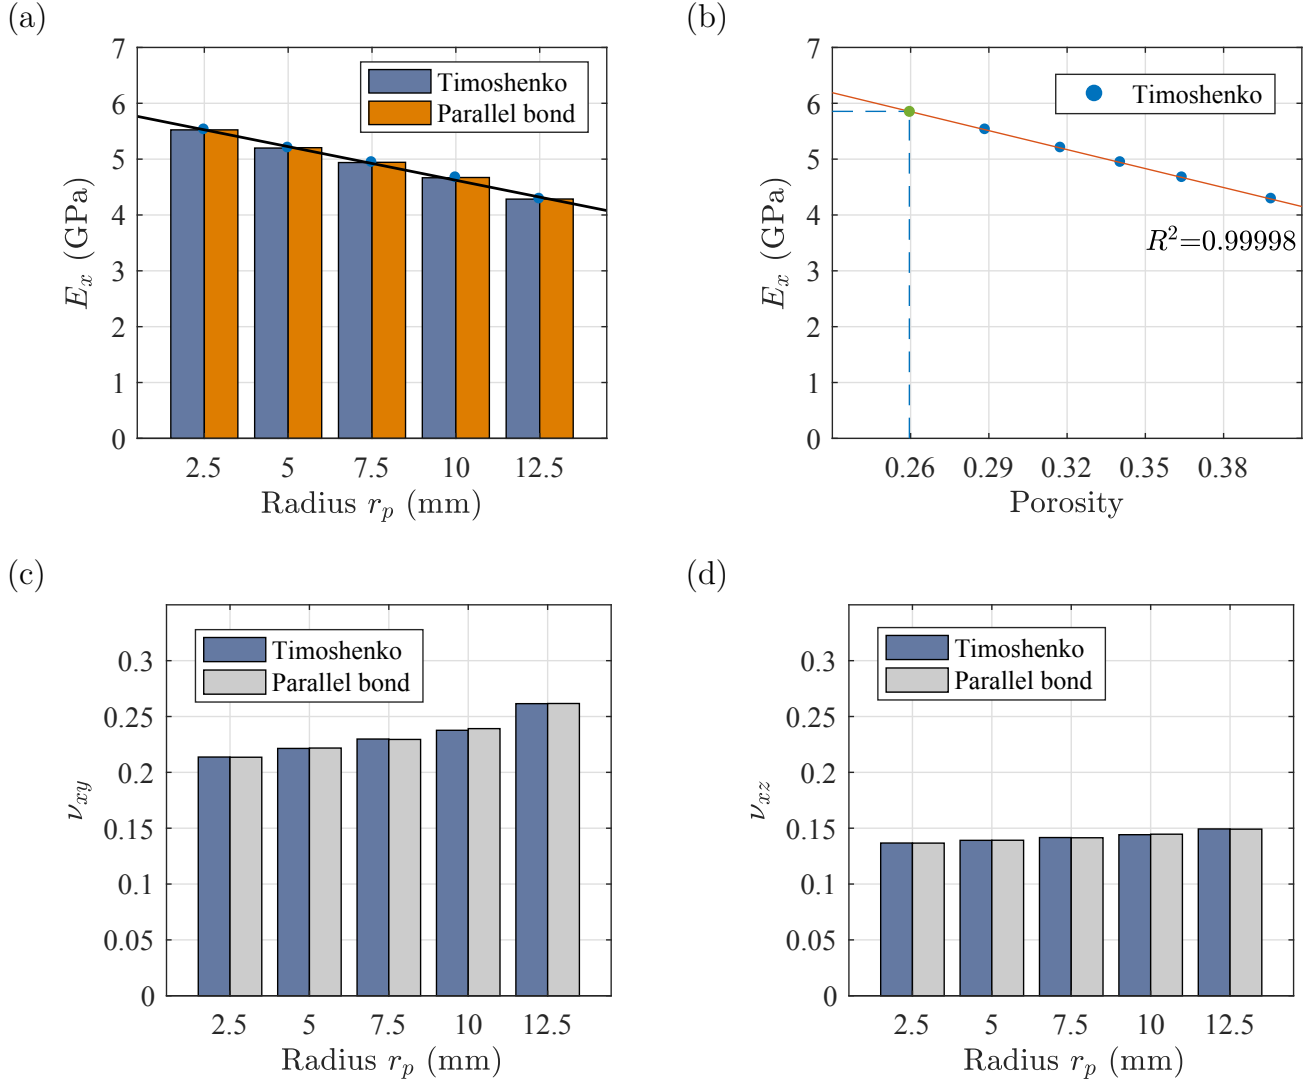 (a)
7
6
5
4
3
2
1
0
E_x (GPa)
Timoshenko
Parallel bond
2.5 5 7.5 10 12.5
Radius r_p (mm)
(b)
7
6
5
4
3
2
1
0
E_x (GPa)
Timoshenko
R²=0.99998
0.26 0.29 0.32 0.35 0.38
Porosity
(c)
0.3
0.25
0.2
0.15
0.1
0.05
0
ν_xy
Timoshenko
Parallel bond
2.5 5 7.5 10 12.5
Radius r_p (mm)
(d)
0.3
0.25
0.2
0.15
0.1
0.05
0
ν_xz
Timoshenko
Parallel bond
2.5 5 7.5 10 12.5
Radius r_p (mm)